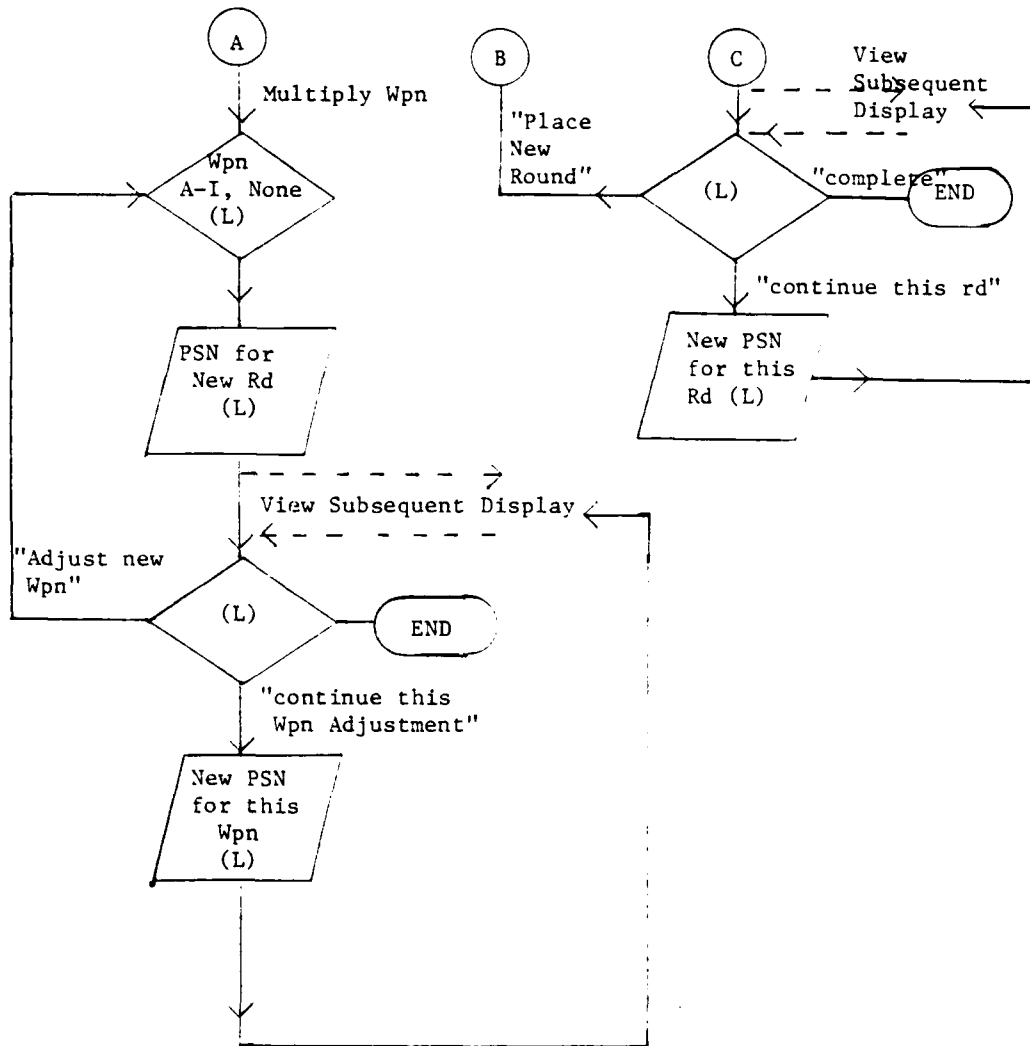 A
Multiply Wpn
Wpn
A-I, None
(L)
PSN for
New Rd
(L)
View Subsequent Display
"Adjust new
Wpn"
(L)
END
"continue this
Wpn Adjustment"
New PSN
for this
Wpn
(L)
B
"Place
New
Round"
C
View
Subsequent
Display
(L)
"complete"
END
"continue this rd"
New PSN
for this
Rd (L)